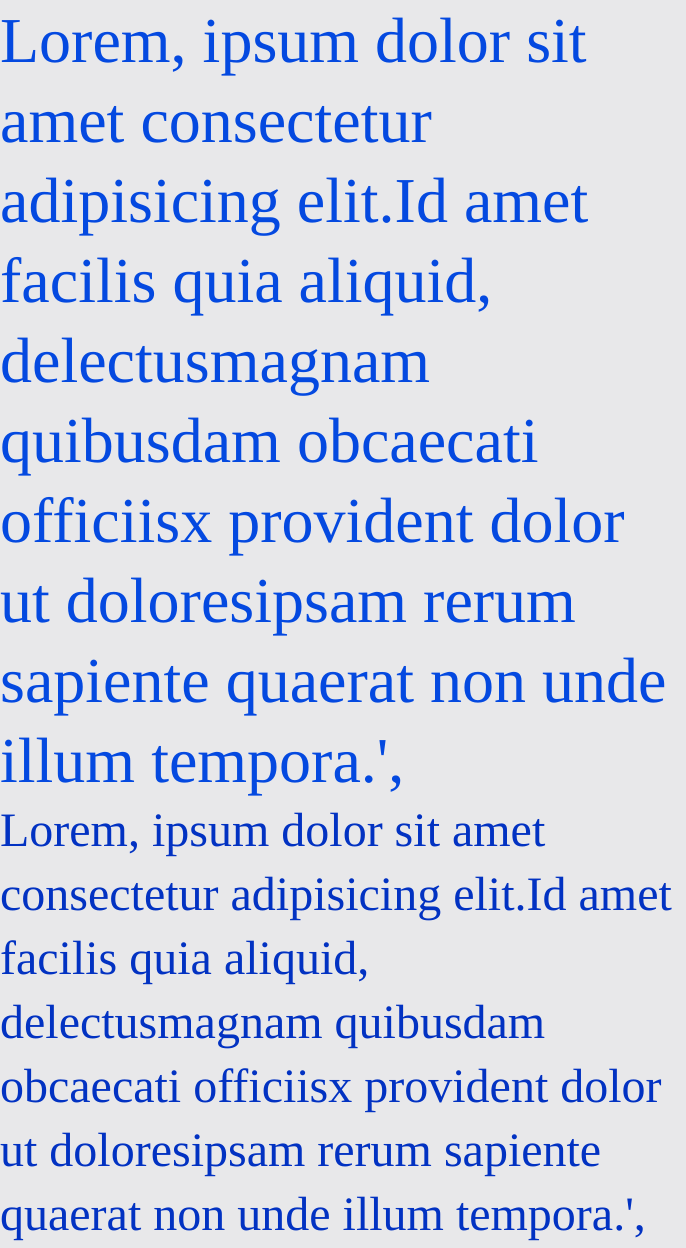 Lorem, ipsum dolor sit
amet consectetur
adipisicing elit.Id amet
facilis quia aliquid,
delectusmagnam
quibusdam obcaecati
officiisx provident dolor
ut doloresipsam rerum
sapiente quaerat non unde
illum tempora.',
Lorem, ipsum dolor sit amet
consectetur adipisicing elit.Id amet
facilis quia aliquid,
delectusmagnam quibusdam
obcaecati officiisx provident dolor
ut doloresipsam rerum sapiente
quaerat non unde illum tempora.',